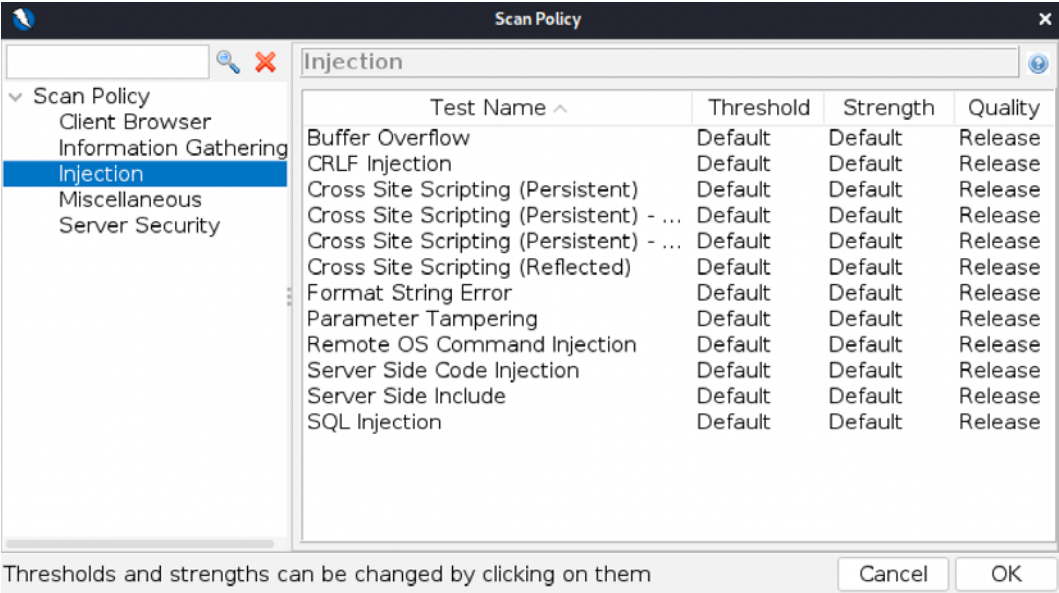 Scan Policy
Injection
Scan Policy
Client Browser
Information Gathering
Injection
Miscellaneous
Server Security
Test Name Threshold Strength Quality
Buffer Overflow Default Default Release
CRLF Injection Default Default Release
Cross Site Scripting (Persistent) Default Default Release
Cross Site Scripting (Persistent) - ... Default Default Release
Cross Site Scripting (Persistent) - ... Default Default Release
Cross Site Scripting (Reflected) Default Default Release
Format String Error Default Default Release
Parameter Tampering Default Default Release
Remote OS Command Injection Default Default Release
Server Side Code Injection Default Default Release
Server Side Include Default Default Release
SQL Injection Default Default Release
Thresholds and strengths can be changed by clicking on them
Cancel OK